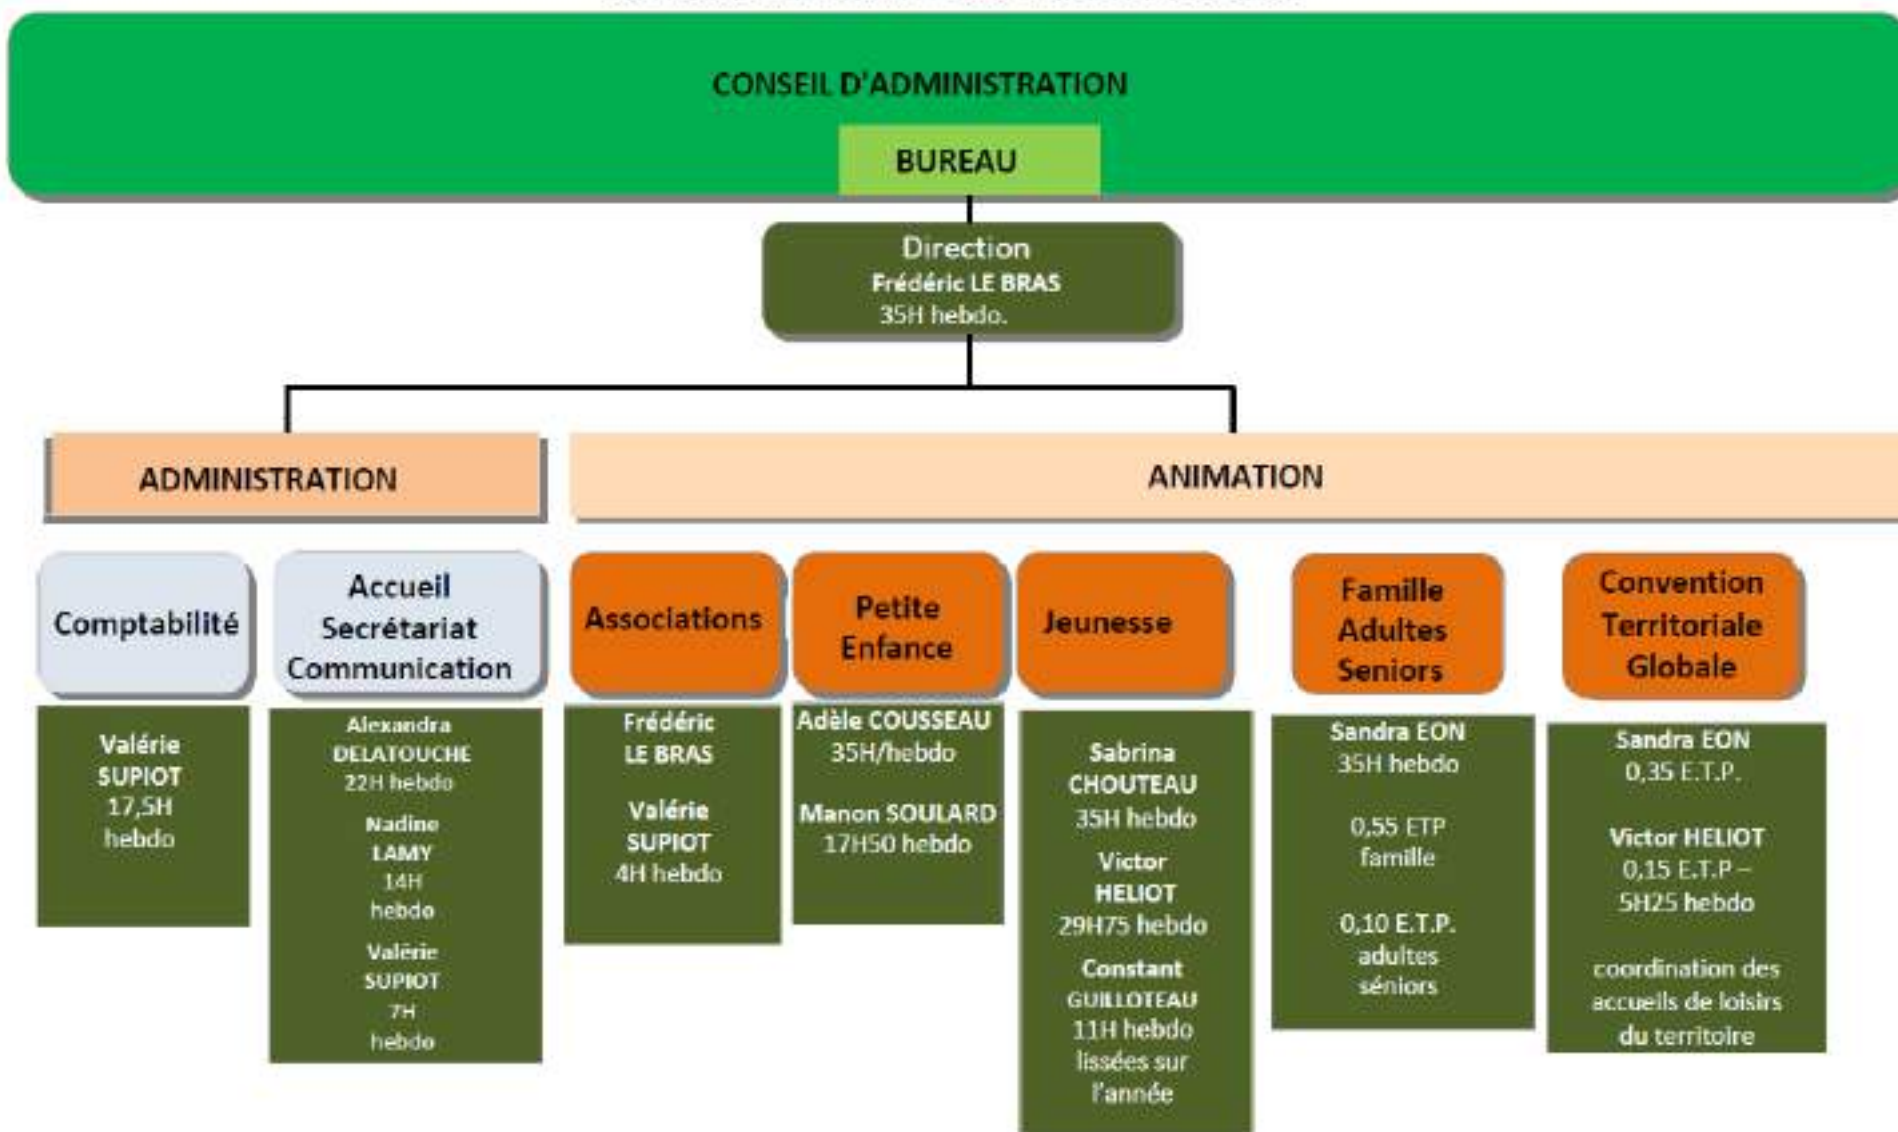 CONSEIL D'ADMINISTRATION
BUREAU
Direction
Frédéric LE BRAS
35H hebdo.
ADMINISTRATION
ANIMATION
Comptabilité
Valérie
SUPIOT
17,5H
hebdo
Accueil
Secrétariat
Communication
Alexandra
DELATOUCHE
22H hebdo
Nadine
LAMY
14H
hebdo
Valérie
SUPIOT
7H
hebdo
Associations
Frédéric
LE BRAS
Valérie
SUPIOT
4H hebdo
Petite
Enfance
Adèle COUSSEAU
35H/hebdo
Manon SOULARD
17H50 hebdo
Jeunesse
Sabrina
CHOUTEAU
35H hebdo
Victor
HELIOT
29H75 hebdo
Constant
GUILLOTEAU
11H hebdo
lissées sur
l'année
Famille
Adultes
Seniors
Sandra EON
35H hebdo
0,55 ETP
famille
0,10 E.T.P.
adultes
séniors
Convention
Territoriale
Globale
Sandra EON
0,35 E.T.P.
Victor HELIOT
0,15 E.T.P –
5H25 hebdo
coordination des
accueils de loisirs
du territoire